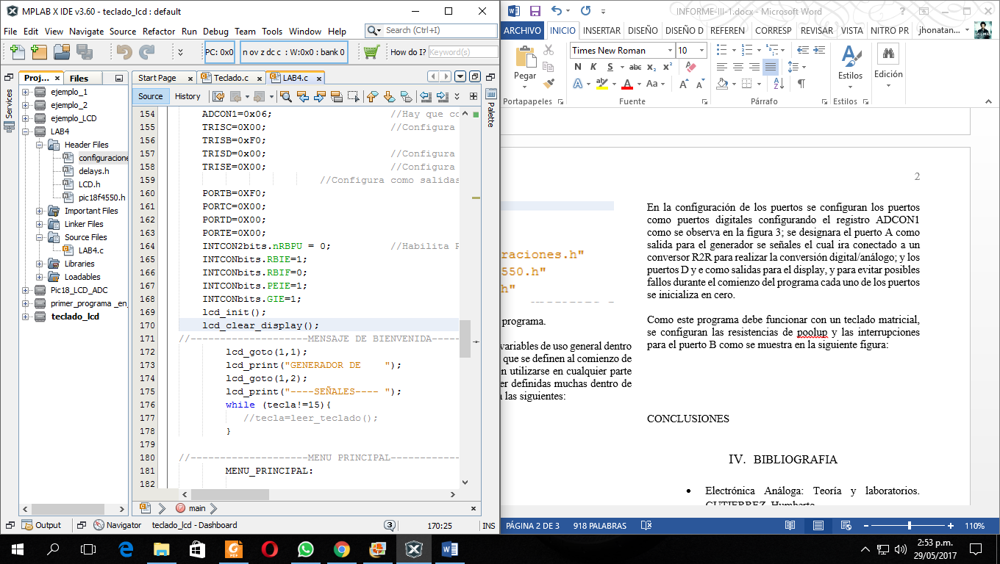 MPLAB X IDE v3.60 - teclado_lcd : default
File Edit View Navigate Source Refactor Run Debug Team Tools Window Help
Search (Ctrl+I)
PC: 0x0
n ov z dc c : W:0x0 : bank 0
How do I?
Keyword(s)
Proj...
Files
Services
ejemplo_1
ejemplo_2
ejemplo_LCD
LAB4
Header Files
configuracione
delays.h
LCD.h
pic18f4550.h
Important Files
Linker Files
Source Files
LAB4.c
Libraries
Loadables
Pic18_LCD_ADC
primer_programa _en_
teclado_lcd
Start Page
Teclado.c
LAB4.c
Source
History
Palette
154 ADCON1=0x06; //Hay que co
155 TRISC=0X00; //Configura
156 TRISB=0xF0;
157 TRISD=0x00; //Configura
158 TRISE=0X00; //Configura
159 //Configura como salidas
160 PORTB=0XF0;
161 PORTC=0X00;
162 PORTD=0X00;
163 PORTE=0X00;
164 INTCON2bits.nRBPU = 0; //Habilita
165 INTCONbits.RBIE=1;
166 INTCONbits.RBIF=0;
167 INTCONbits.PEIE=1;
168 INTCONbits.GIE=1;
169 lcd_init();
170 lcd_clear_display();
171 //--------------------MENSAJE DE BIENVENIDA-----
172 lcd_goto(1,1);
173 lcd_print("GENERADOR DE    ");
174 lcd_goto(1,2);
175 lcd_print("----SEÑALES---- ");
176 while (tecla!=15){
177 //tecla=leer_teclado();
178 }
179
180 //--------------------MENU PRINCIPAL------------
181 MENU_PRINCIPAL:
182
main
Output
Navigator
teclado_lcd - Dashboard
3
170:25
INS
INFORME-III-1.docx - Microsoft Word
ARCHIVO INICIO INSERTAR DISEÑO DISEÑO D REFEREN CORRESP REVISAR VISTA NITRO PR jhonatan...
Times New Roman
10
Pegar
N K S abc x₂ x²
A aby A Aa A A
Estilos
Edición
Portapapeles
Fuente
Párrafo
Estilos
2
raciones.h"
550.h"
h"
programa.
variables de uso general dentro
que se definen al comienzo de
en utilizarse en cualquier parte
er definidas muchas dentro de
las siguientes:
En la configuración de los puertos se configuran los puertos
como puertos digitales configurando el registro ADCON1
como se observa en la figura 3; se designara el puerto A como
salida para el generador se señales el cual ira conectado a un
conversor R2R para realizar la conversión digital/análogo; y los
puertos D y e como salidas para el display, y para evitar posibles
fallos durante el comienzo del programa cada uno de los puertos
se inicializa en cero.
Como este programa debe funcionar con un teclado matricial,
se configuran las resistencias de poolup y las interrupciones
para el puerto B como se muestra en la siguiente figura:
CONCLUSIONES
IV. BIBLIOGRAFIA
• Electrónica Análoga: Teoría y laboratorios.
GUTIERREZ, Humberto
PÁGINA 2 DE 3
918 PALABRAS
110%
2:53 p.m.
29/05/2017